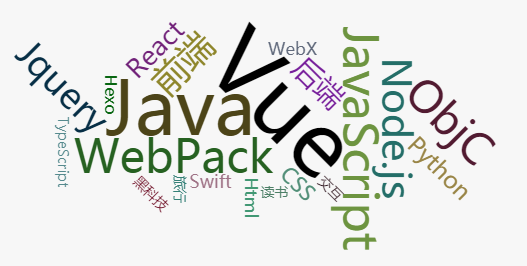 Vue
JavaScript
React
前端
WebX
后端
Jquery
Node.js
ObjC
Hexo
Java
TypeScript
WebPack
Python
黑科技
旅行
Swift
Html
读书
CSS
交互